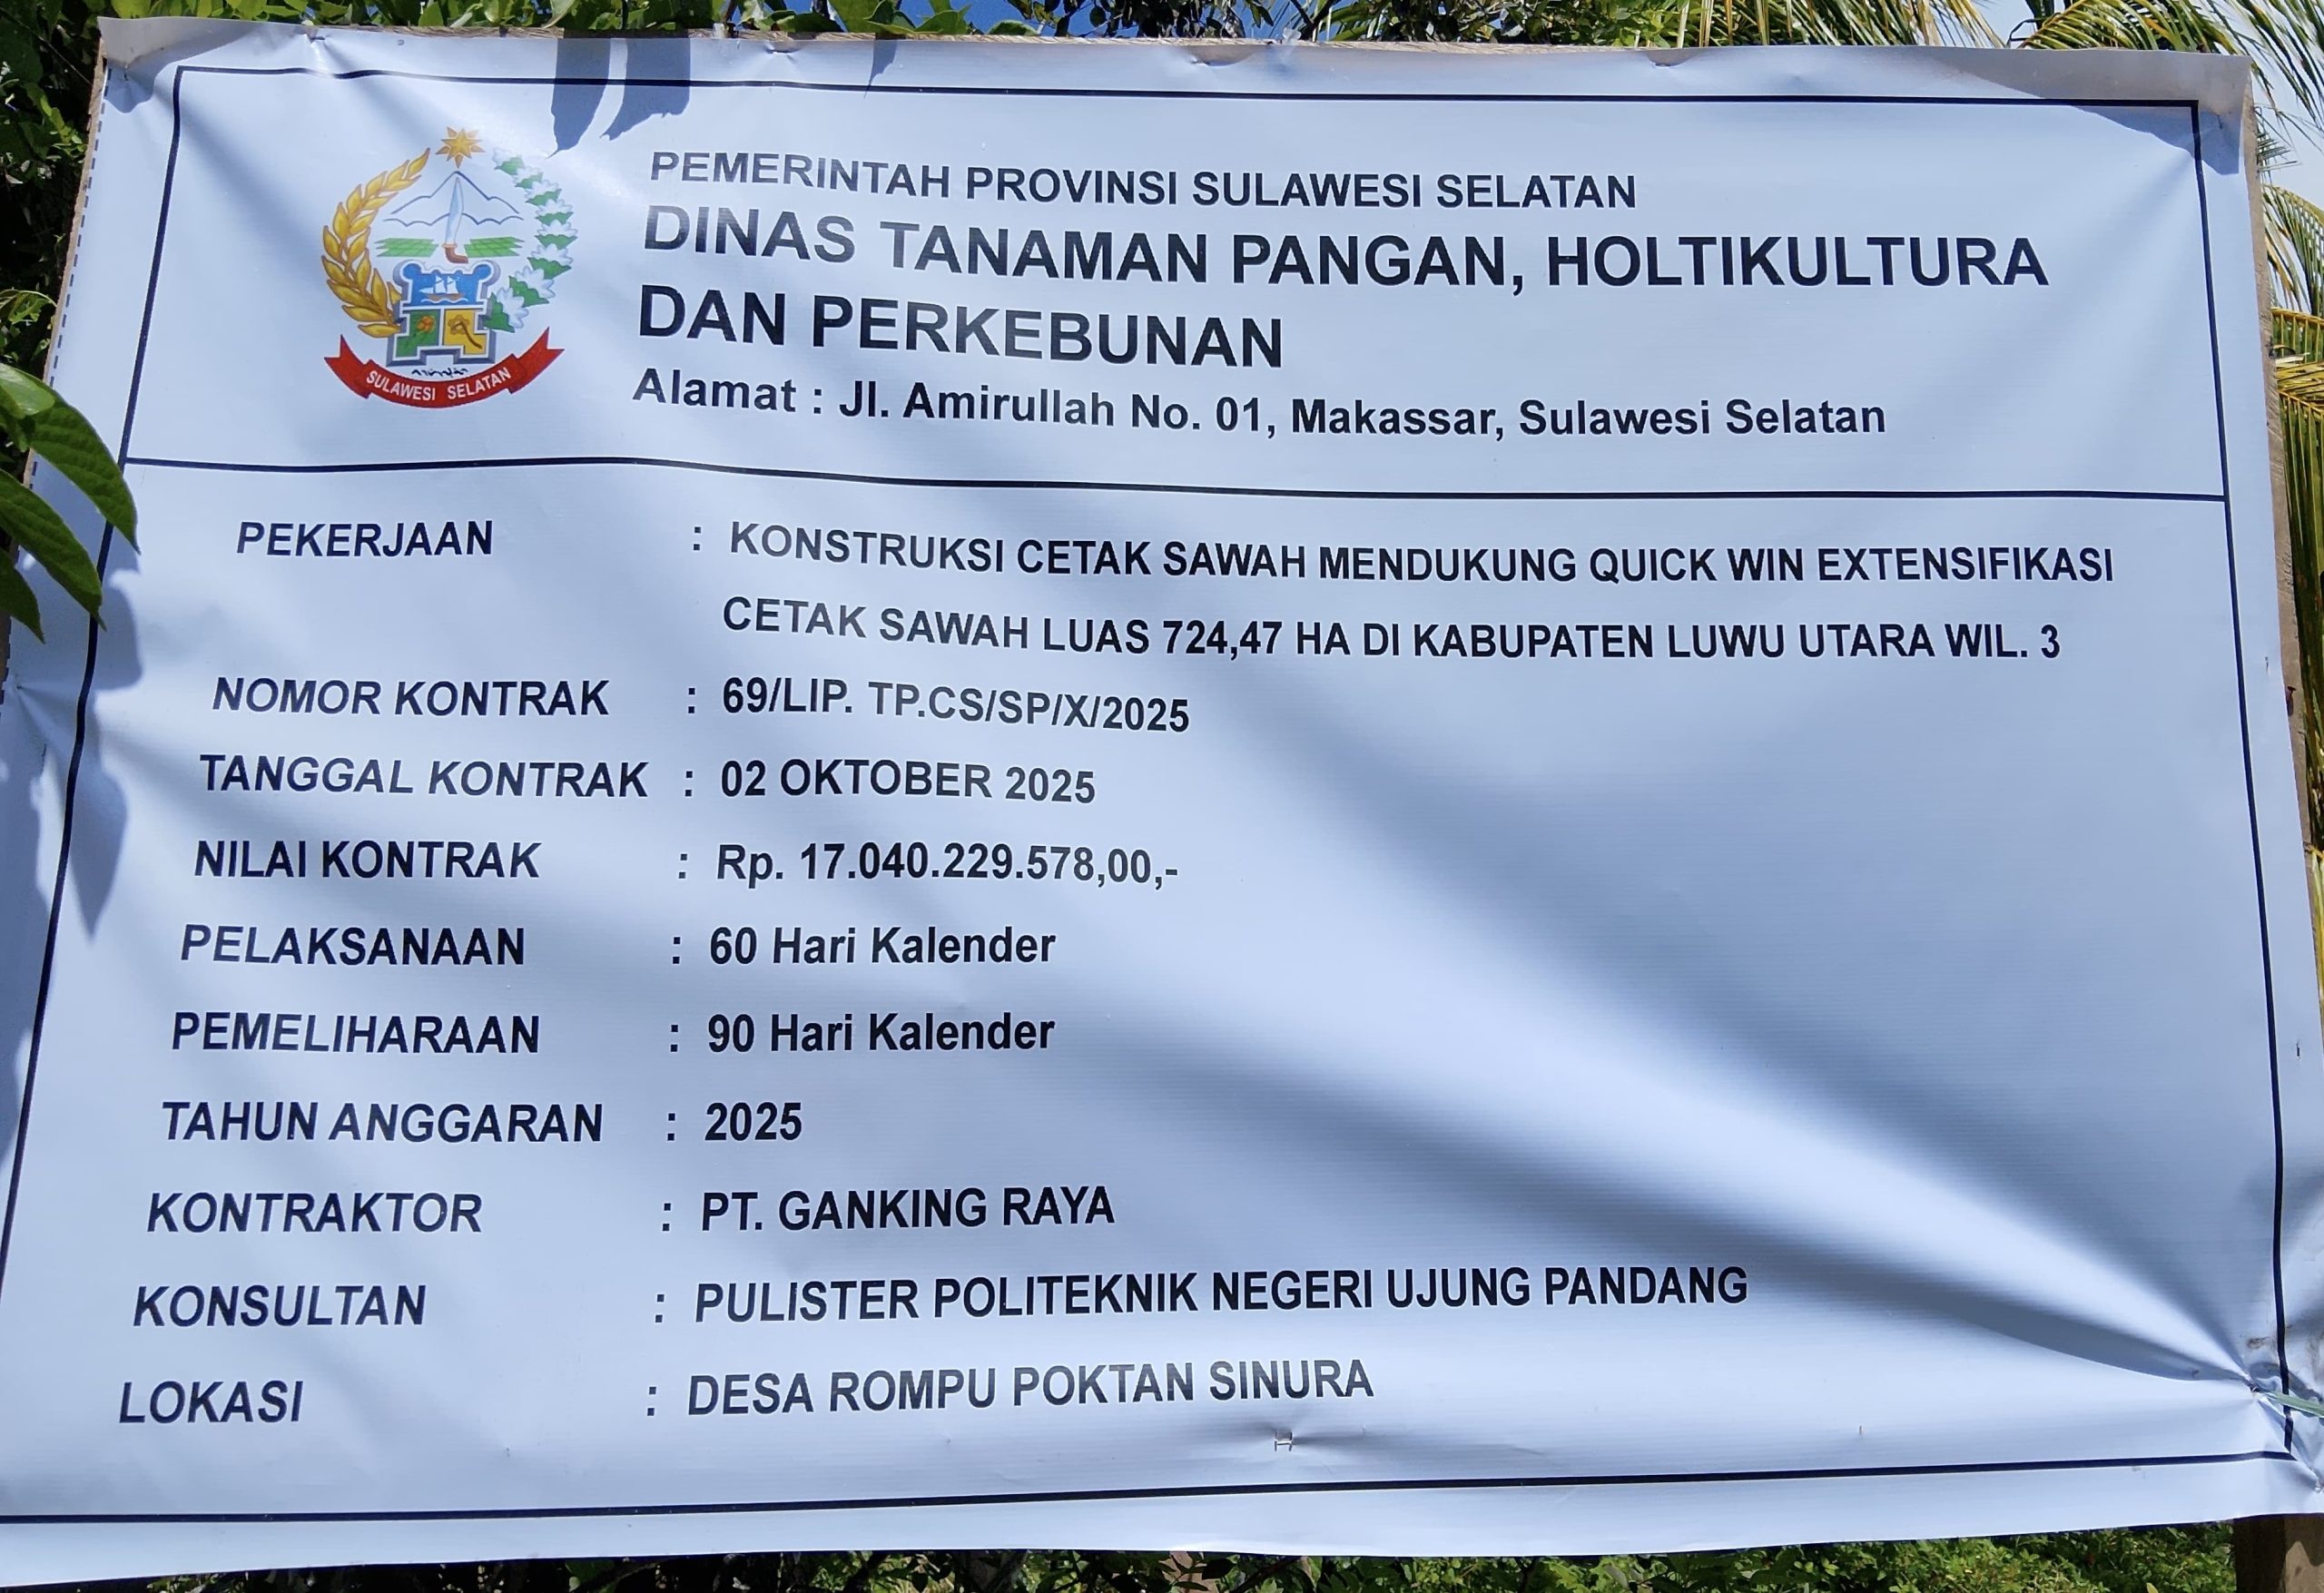 PEMERINTAH PROVINSI SULAWESI SELATAN
DINAS TANAMAN PANGAN, HOLTIKULTURA
DAN PERKEBUNAN
Alamat : Jl. Amirullah No. 01, Makassar, Sulawesi Selatan
SULAWESI SELATAN
PEKERJAAN : KONSTRUKSI CETAK SAWAH MENDUKUNG QUICK WIN EXTENSIFIKASI
CETAK SAWAH LUAS 724,47 HA DI KABUPATEN LUWU UTARA WIL. 3
NOMOR KONTRAK : 69/LIP. TP.CS/SP/X/2025
TANGGAL KONTRAK : 02 OKTOBER 2025
NILAI KONTRAK : Rp. 17.040.229.578,00,-
PELAKSANAAN : 60 Hari Kalender
PEMELIHARAAN : 90 Hari Kalender
TAHUN ANGGARAN : 2025
KONTRAKTOR : PT. GANKING RAYA
KONSULTAN : PULISTER POLITEKNIK NEGERI UJUNG PANDANG
LOKASI : DESA ROMPU POKTAN SINURA